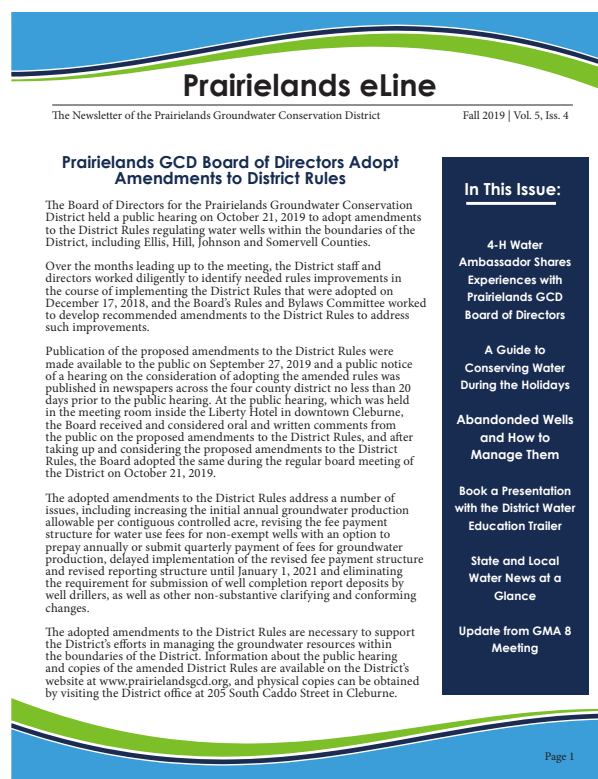 Prairielands eLine
The Newsletter of the Prairielands Groundwater Conservation District
Fall 2019 | Vol. 5, Iss. 4
Prairielands GCD Board of Directors Adopt
Amendments to District Rules
The Board of Directors for the Prairielands Groundwater Conservation
District held a public hearing on October 21, 2019 to adopt amendments
to the District Rules regulating water wells within the boundaries of the
District, including Ellis, Hill, Johnson and Somervell Counties.
Over the months leading up to the meeting, the District staff and
directors worked diligently to identify needed rules improvements in
the course of implementing the District Rules that were adopted on
December 17, 2018, and the Board's Rules and Bylaws Committee worked
to develop recommended amendments to the District Rules to address
such improvements.
Publication of the proposed amendments to the District Rules were
made available to the public on September 27, 2019 and a public notice
of a hearing on the consideration of adopting the amended rules was
published in newspapers across the four county district no less than 20
days prior to the public hearing. At the public hearing, which was held
in the meeting room inside the Liberty Hotel in downtown Cleburne,
the Board received and considered oral and written comments from
the public on the proposed amendments to the District Rules, and after
taking up and considering the proposed amendments to the District
Rules, the Board adopted the same during the regular board meeting of
the District on October 21, 2019.
The adopted amendments to the District Rules address a number of
issues, including increasing the initial annual groundwater production
allowable per contiguous controlled acre, revising the fee payment
structure for water use fees for non-exempt wells with an option to
prepay annually or submit quarterly payment of fees for groundwater
production, delayed implementation of the revised fee payment structure
and revised reporting structure until January 1, 2021 and eliminating
the requirement for submission of well completion report deposits by
well drillers, as well as other non-substantive clarifying and conforming
changes.
The adopted amendments to the District Rules are necessary to support
the District's efforts in managing the groundwater resources within
the boundaries of the District. Information about the public hearing
and copies of the amended District Rules are available on the District's
website at www.prairielandsgcd.org, and physical copies can be obtained
by visiting the District office at 205 South Caddo Street in Cleburne.
In This Issue:
4-H Water
Ambassador Shares
Experiences with
Prairielands GCD
Board of Directors
A Guide to
Conserving Water
During the Holidays
Abandonded Wells
and How to
Manage Them
Book a Presentation
with the District Water
Education Trailer
State and Local
Water News at a
Glance
Update from GMA 8
Meeting
Page 1